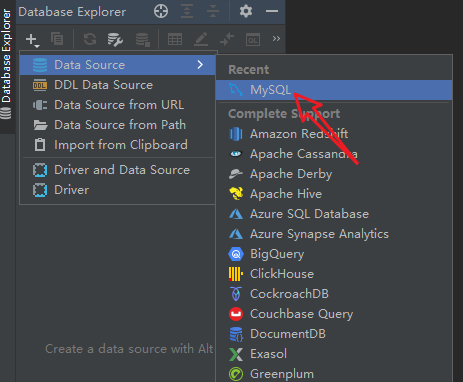 Database Explorer
Database Explorer
Data Source
DDL Data Source
Data Source from URL
Data Source from Path
Import from Clipboard
Driver and Data Source
Driver
Recent
MySQL
Complete Support
Amazon Redshift
Apache Cassandra
Apache Derby
Apache Hive
Azure SQL Database
Azure Synapse Analytics
BigQuery
ClickHouse
CockroachDB
Couchbase Query
DocumentDB
Exasol
Greenplum
Create a data source with Alt